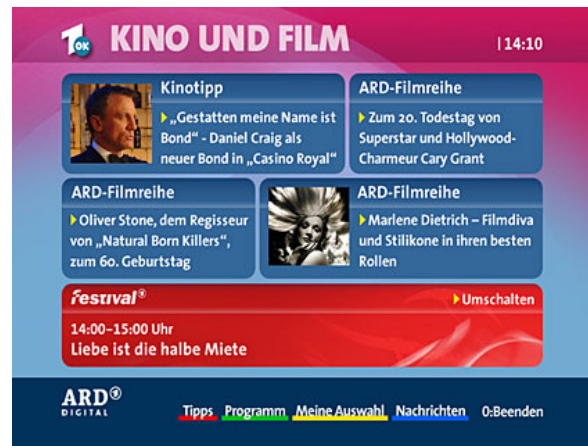 1 OK KINO UND FILM | 14:10
Kinotipp
„Gestatten meine Name ist
Bond“ - Daniel Craig als
neuer Bond in „Casino Royal“
ARD-Filmreihe
Zum 20. Todestag von
Superstar und Hollywood-
Charmeur Cary Grant
ARD-Filmreihe
Oliver Stone, dem Regisseur
von „Natural Born Killers“,
zum 60. Geburtstag
ARD-Filmreihe
Marlene Dietrich – Filmdiva
und Stilikone in ihren besten
Rollen
Festival Umschalten
14:00–15:00 Uhr
Liebe ist die halbe Miete
ARD
DIGITAL
Tipps Programm Meine Auswahl Nachrichten 0:Beenden